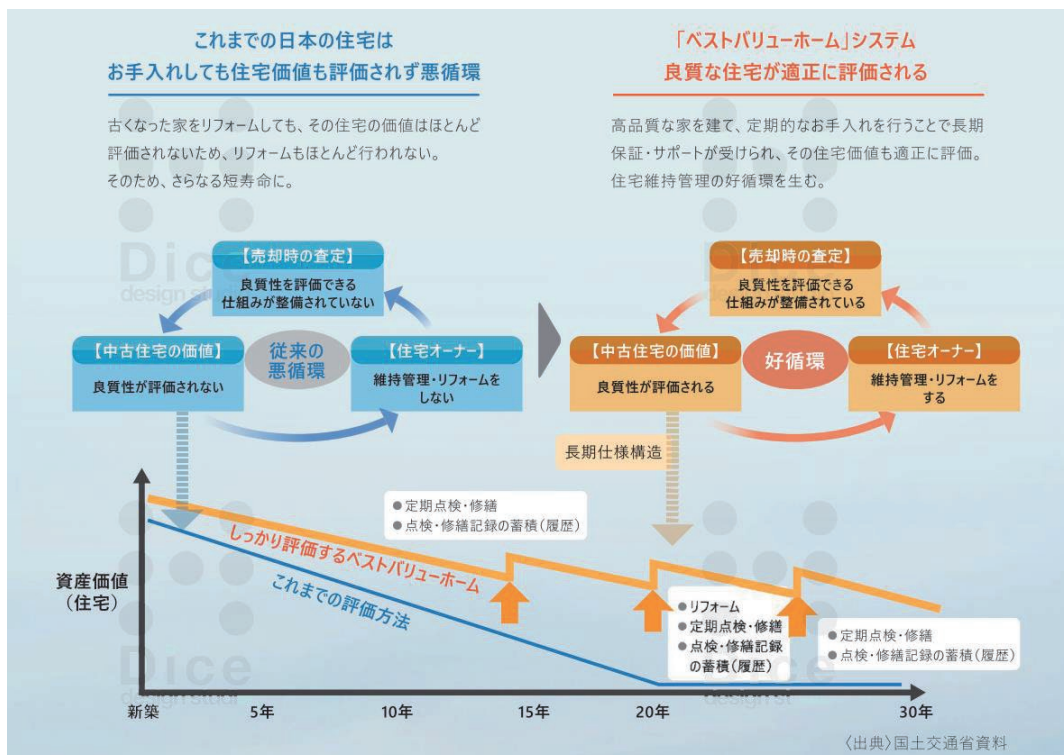 これまでの日本の住宅は
お手入れしても住宅価値も評価されず悪循環
古くなった家をリフォームしても、その住宅の価値はほとんど
評価されないため、リフォームもほとんど行われない。
そのため、さらなる短寿命に。
「ベストバリューホーム」システム
良質な住宅が適正に評価される
高品質な家を建て、定期的なお手入れを行うことで長期
保証・サポートが受けられ、その住宅価値も適正に評価。
住宅維持管理の好循環を生む。
Dice
design studi
【売却時の査定】
良質性を評価できる
仕組みが整備されていない
【中古住宅の価値】
良質性が評価されない
従来の
悪循環
【住宅オーナー】
維持管理・リフォームを
しない
Dice
【売却時の査定】
良質性を評価できる
仕組みが整備されている
【中古住宅の価値】
良質性が評価される
好循環
【住宅オーナー】
維持管理・リフォームを
する
長期仕様構造
●定期点検・修繕
●点検・修繕記録の蓄積(履歴)
しっかり評価するベストバリューホーム
これまでの評価方法
資産価値
(住宅)
●リフォーム
●定期点検・修繕
●点検・修繕記録
の蓄積(履歴)
●定期点検・修繕
●点検・修繕記録の蓄積(履歴)
Dice
design studi
Dice
design st
新築
5年
10年
15年
20年
30年
〈出典〉国土交通省資料